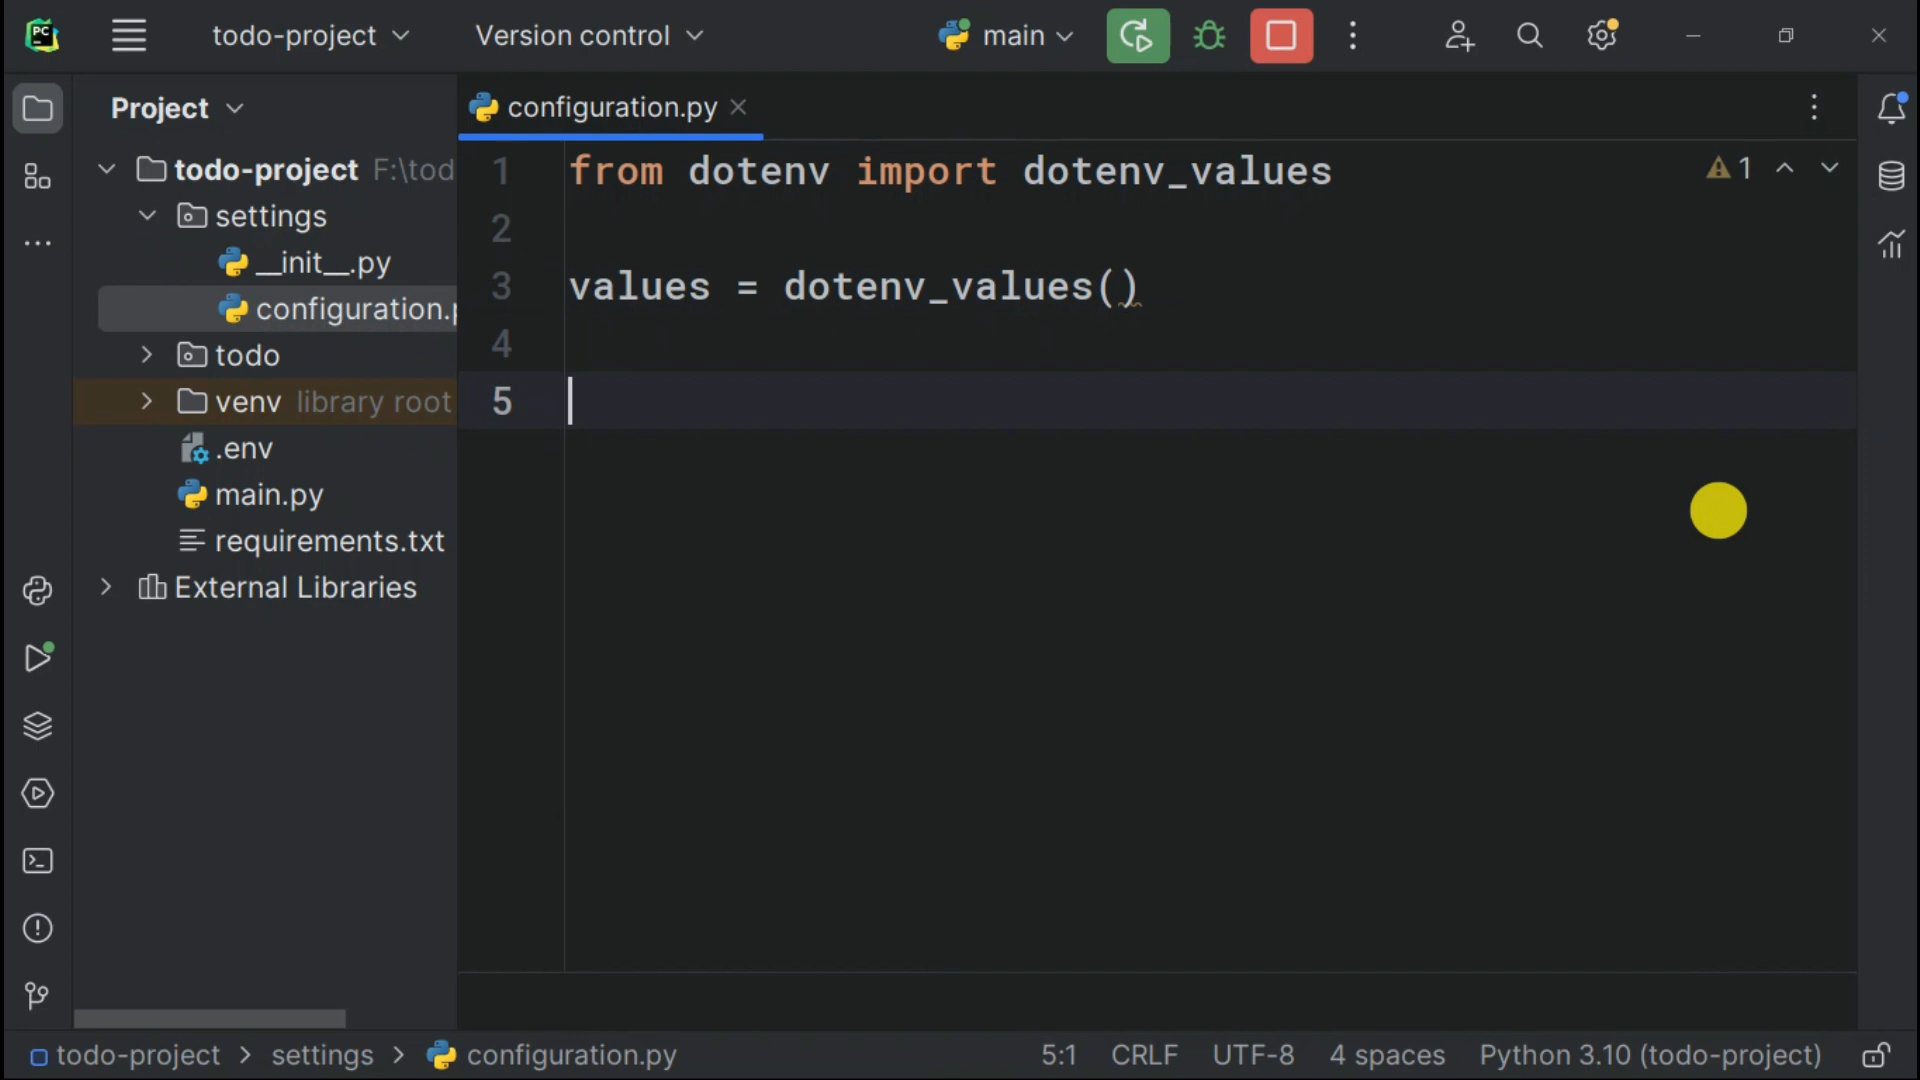 PC
todo-project
Version control
main
Project
configuration.py
todo-project F:\tod
settings
__init__.py
configuration.p
todo
venv library root
.env
main.py
requirements.txt
External Libraries
1 from dotenv import dotenv_values
2
3 values = dotenv_values()
4
5
1
todo-project > settings > configuration.py
5:1 CRLF UTF-8 4 spaces Python 3.10 (todo-project)